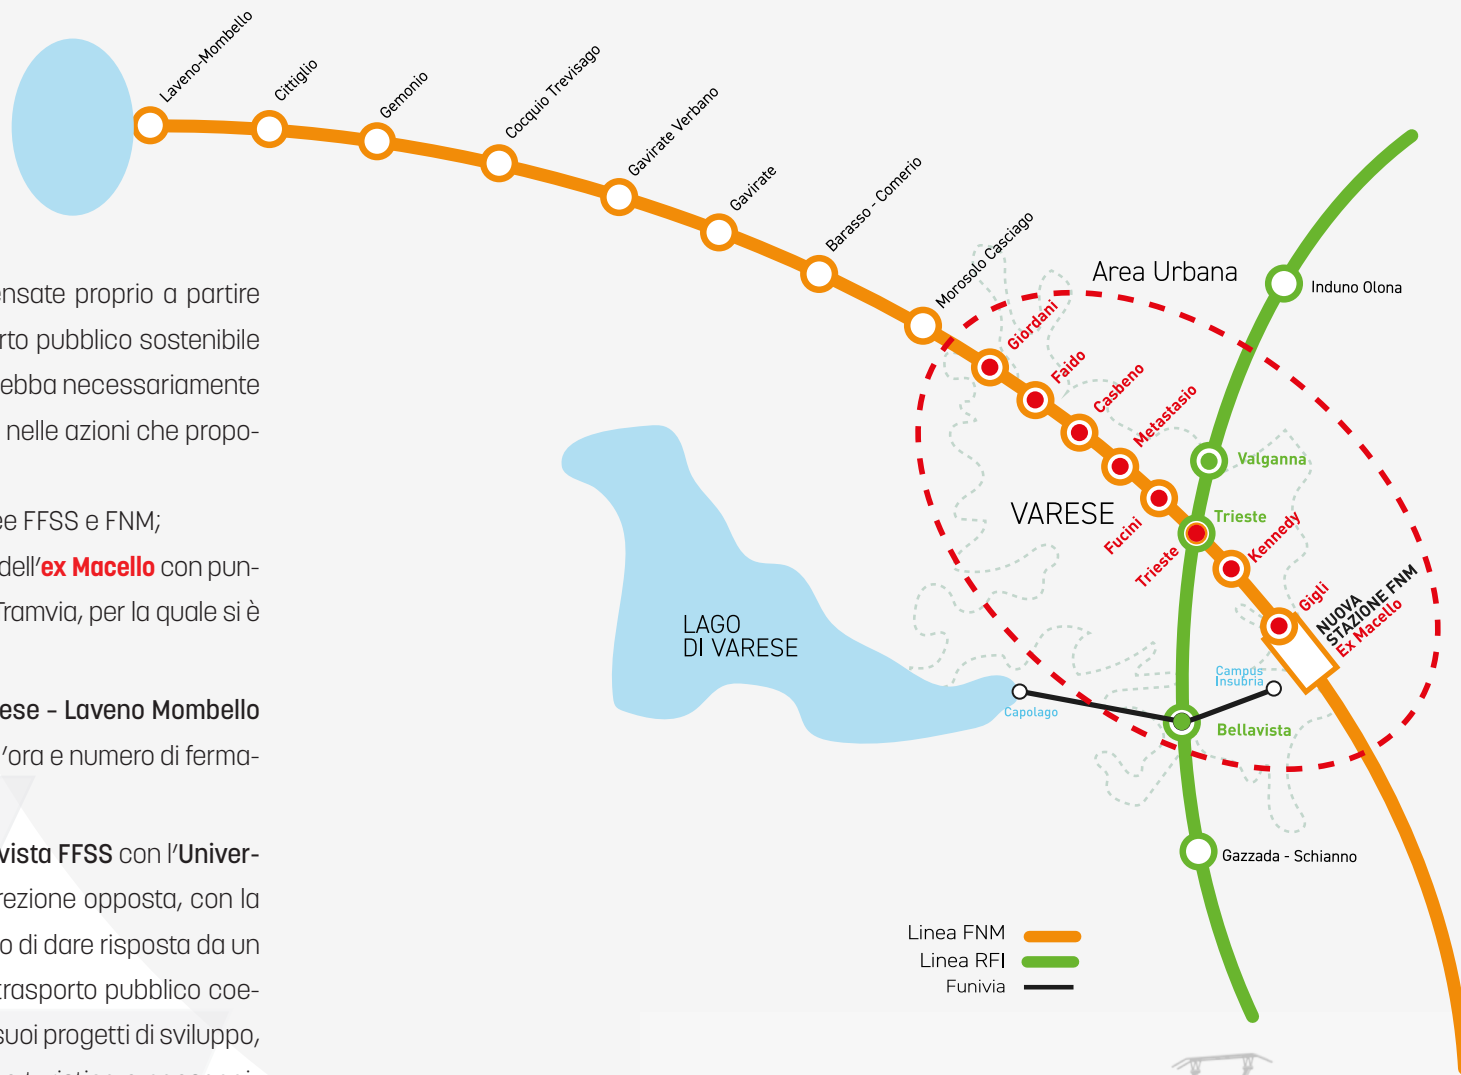 Laveno-Mombello
Cittiglio
Gemonio
Cocquio Trevisago
Gavirate Verbano
Gavirate
Barasso - Comerio
Morosolo Casciago
Area Urbana
Induno Olona
Giordani
Faido
Casbeno
Metastasio
Fucini
Trieste
Valganna
Trieste
Kennedy
Gigli
NUOVA
STAZIONE FNM
Ex Macello
VARESE
LAGO
DI VARESE
Capolago
Campus
Insubria
Bellavista
Gazzada - Schianno
Linea FNM
Linea RFI
Funivia
ensate proprio a partire
rto pubblico sostenibile
ebba necessariamente
nelle azioni che propo-
ee FFSS e FNM;
dell'ex Macello con pun-
Tramvia, per la quale si è
ese - Laveno Mombello
l'ora e numero di ferma-
vista FFSS con l'Univer-
rezione opposta, con la
o di dare risposta da un
trasporto pubblico coe-
suoi progetti di sviluppo,